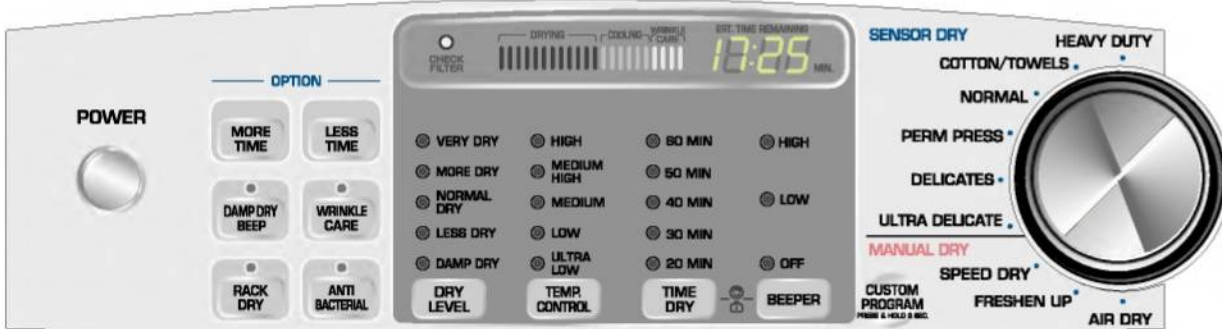 POWER
OPTION
MORE
TIME
LESS
TIME
DAMP DRY
BEEP
WRINKLE
CARE
RACK
DRY
ANTI
BACTERIAL
CHECK
FILTER
DRYING
COOLING
WRINKLE
CARE
EST. TIME REMAINING
17:25
MIN.
VERY DRY
MORE DRY
NORMAL
DRY
LESS DRY
DAMP DRY
DRY
LEVEL
HIGH
MEDIUM
HIGH
MEDIUM
LOW
ULTRA
LOW
TEMP.
CONTROL
60 MIN
50 MIN
40 MIN
30 MIN
20 MIN
TIME
DRY
HIGH
LOW
OFF
BEEPER
SENSOR DRY
HEAVY DUTY
COTTON/TOWELS
NORMAL
PERM PRESS
DELICATES
ULTRA DELICATE
MANUAL DRY
SPEED DRY
FRESHEN UP
AIR DRY
CUSTOM
PROGRAM
PRESS & HOLD 3 SEC.